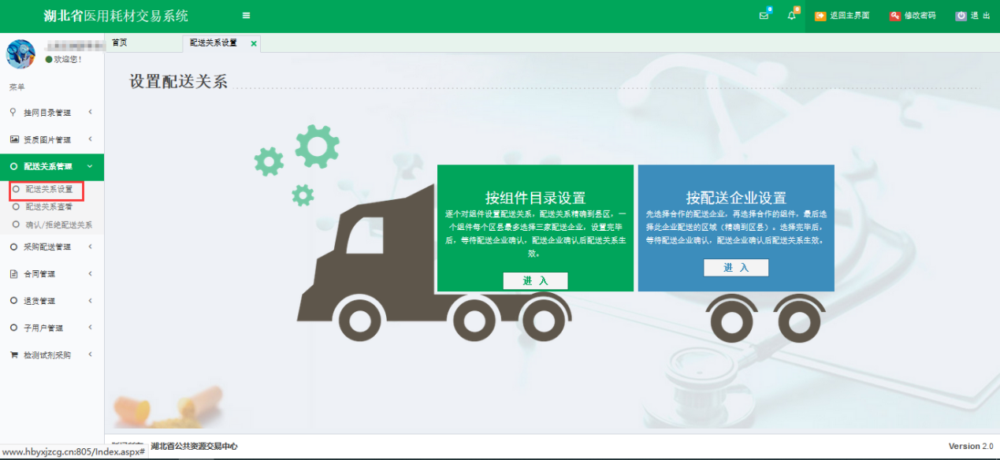 湖北省医用耗材交易系统
0
0
返回主界面
修改密码
退 出
欢迎您!
首页
配送关系设置
菜单
挂网目录管理
资质图片管理
配送关系管理
配送关系设置
配送关系查看
确认/拒绝配送关系
采购配送管理
合同管理
退货管理
子用户管理
检测试剂采购
设置配送关系
按组件目录设置
逐个对组件设置配送关系,配送关系精确到县区,一
个组件每个区县最多选择三家配送企业,设置完毕
后,等待配送企业确认,配送企业确认后配送关系生
效。
进 入
按配送企业设置
先选择合作的配送企业,再选择合作的组件,最后选
择此企业配送的区域(精确到区县)。选择完毕后,
等待配送企业确认,配送企业确认后配送关系生效。
进 入
www.hbyxjzcg.cn:805/Index.aspx#
湖北省公共资源交易中心
Version 2.0